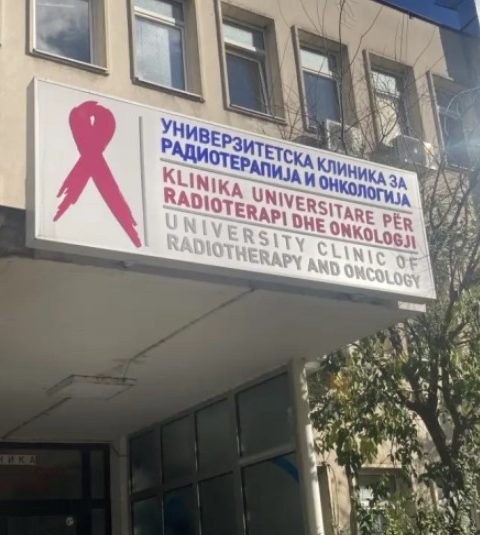 УНИВЕРЗИТЕТСКА КЛИНИКА ЗА
РАДИОТЕРАПИЈА И ОНКОЛОГИЈА
KLINIKA UNIVERSITARE PËR
RADIOTERAPI DHE ONKOLOGJI
UNIVERSITY CLINIC OF
RADIOTHERAPY AND ONCOLOGY